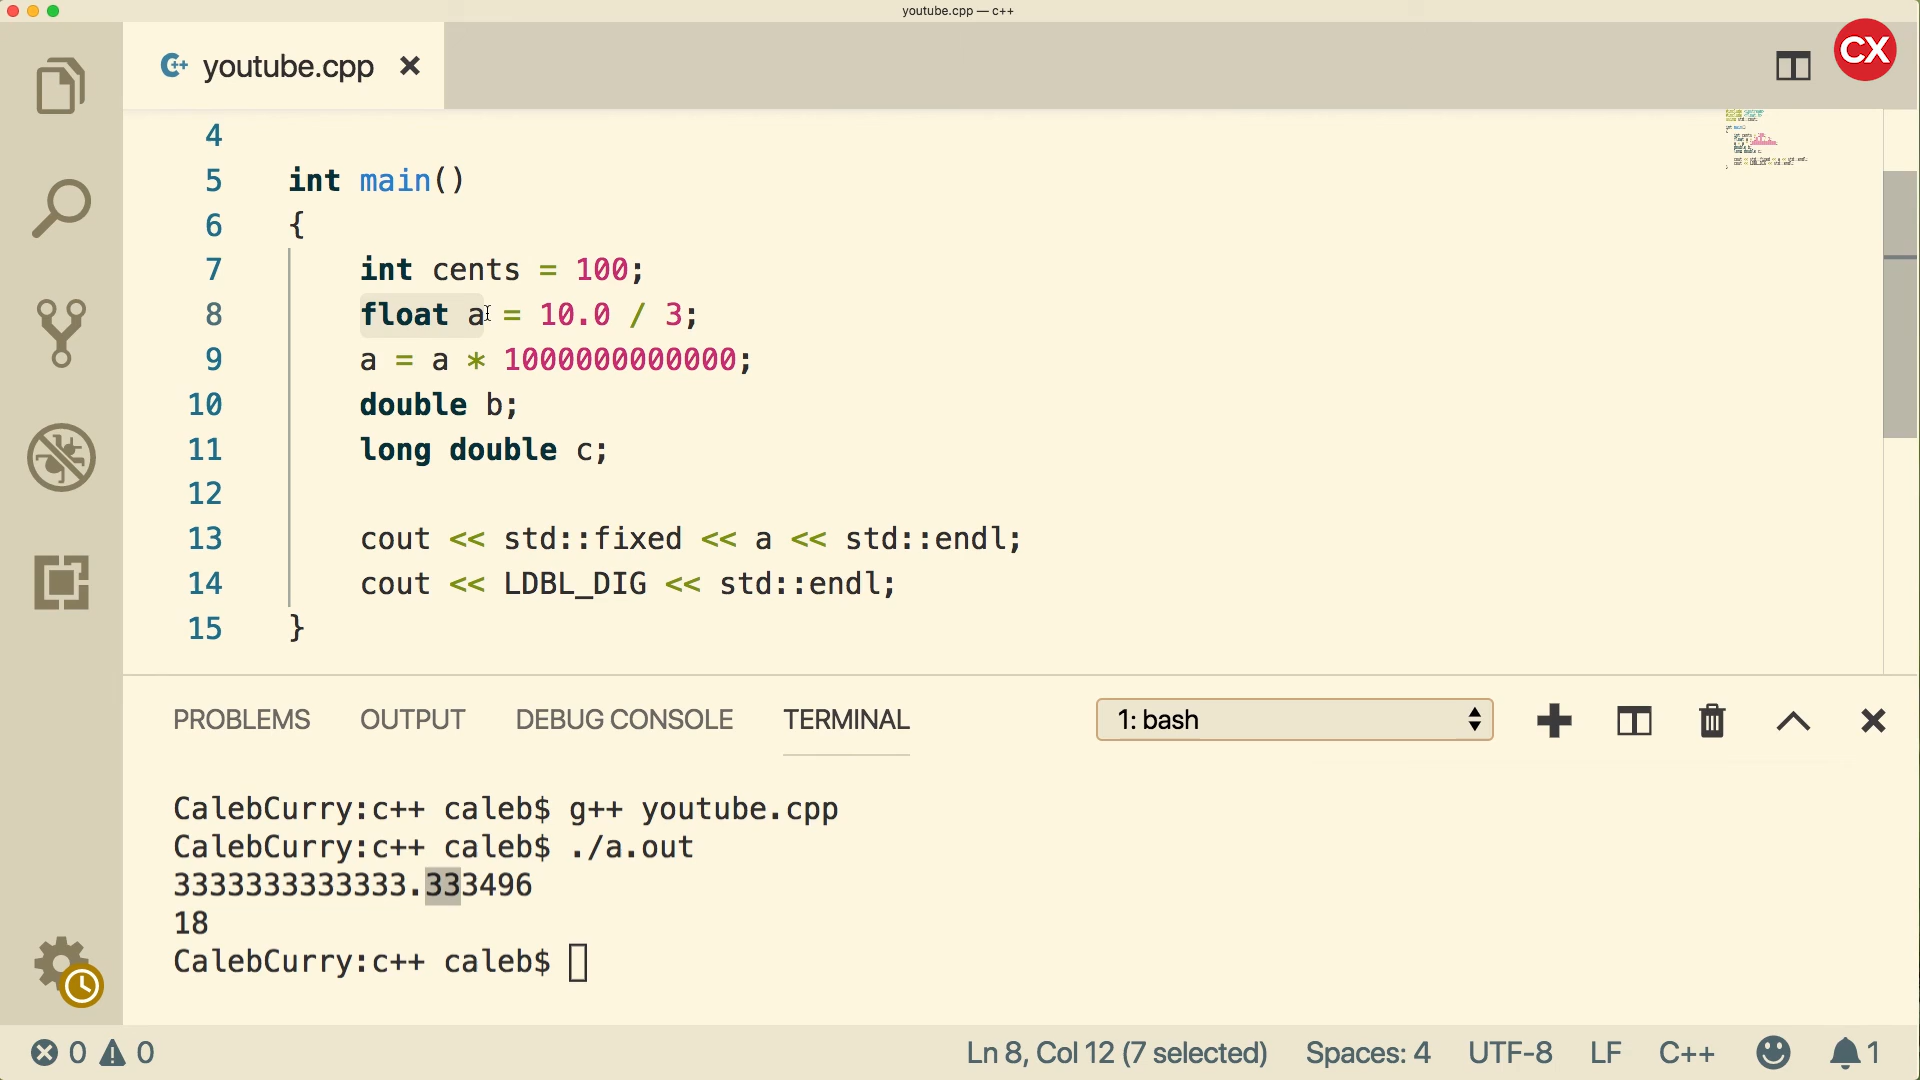 youtube.cpp — c++
youtube.cpp
CX
4
5 int main()
6 {
7 int cents = 100;
8 float a = 10.0 / 3;
9 a = a * 1000000000000;
10 double b;
11 long double c;
12
13 cout << std::fixed << a << std::endl;
14 cout << LDBL_DIG << std::endl;
15 }
PROBLEMS OUTPUT DEBUG CONSOLE TERMINAL 1: bash
CalebCurry:c++ caleb$ g++ youtube.cpp
CalebCurry:c++ caleb$ ./a.out
3333333333333.333496
18
CalebCurry:c++ caleb$
0 0 Ln 8, Col 12 (7 selected) Spaces: 4 UTF-8 LF C++ 1